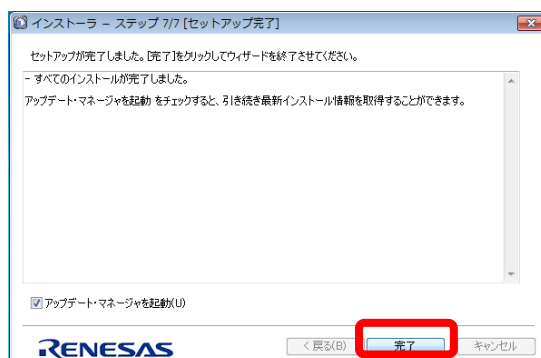 インストーラ － ステップ 7/7 [セットアップ完了]
セットアップが完了しました。[完了]をクリックしてウィザードを終了させてください。
- すべてのインストールが完了しました。
アップデート・マネージャを起動 をチェックすると、引き続き最新インストール情報を取得することができます。
アップデート・マネージャを起動(U)
RENESAS
< 戻る(B)
完了
キャンセル